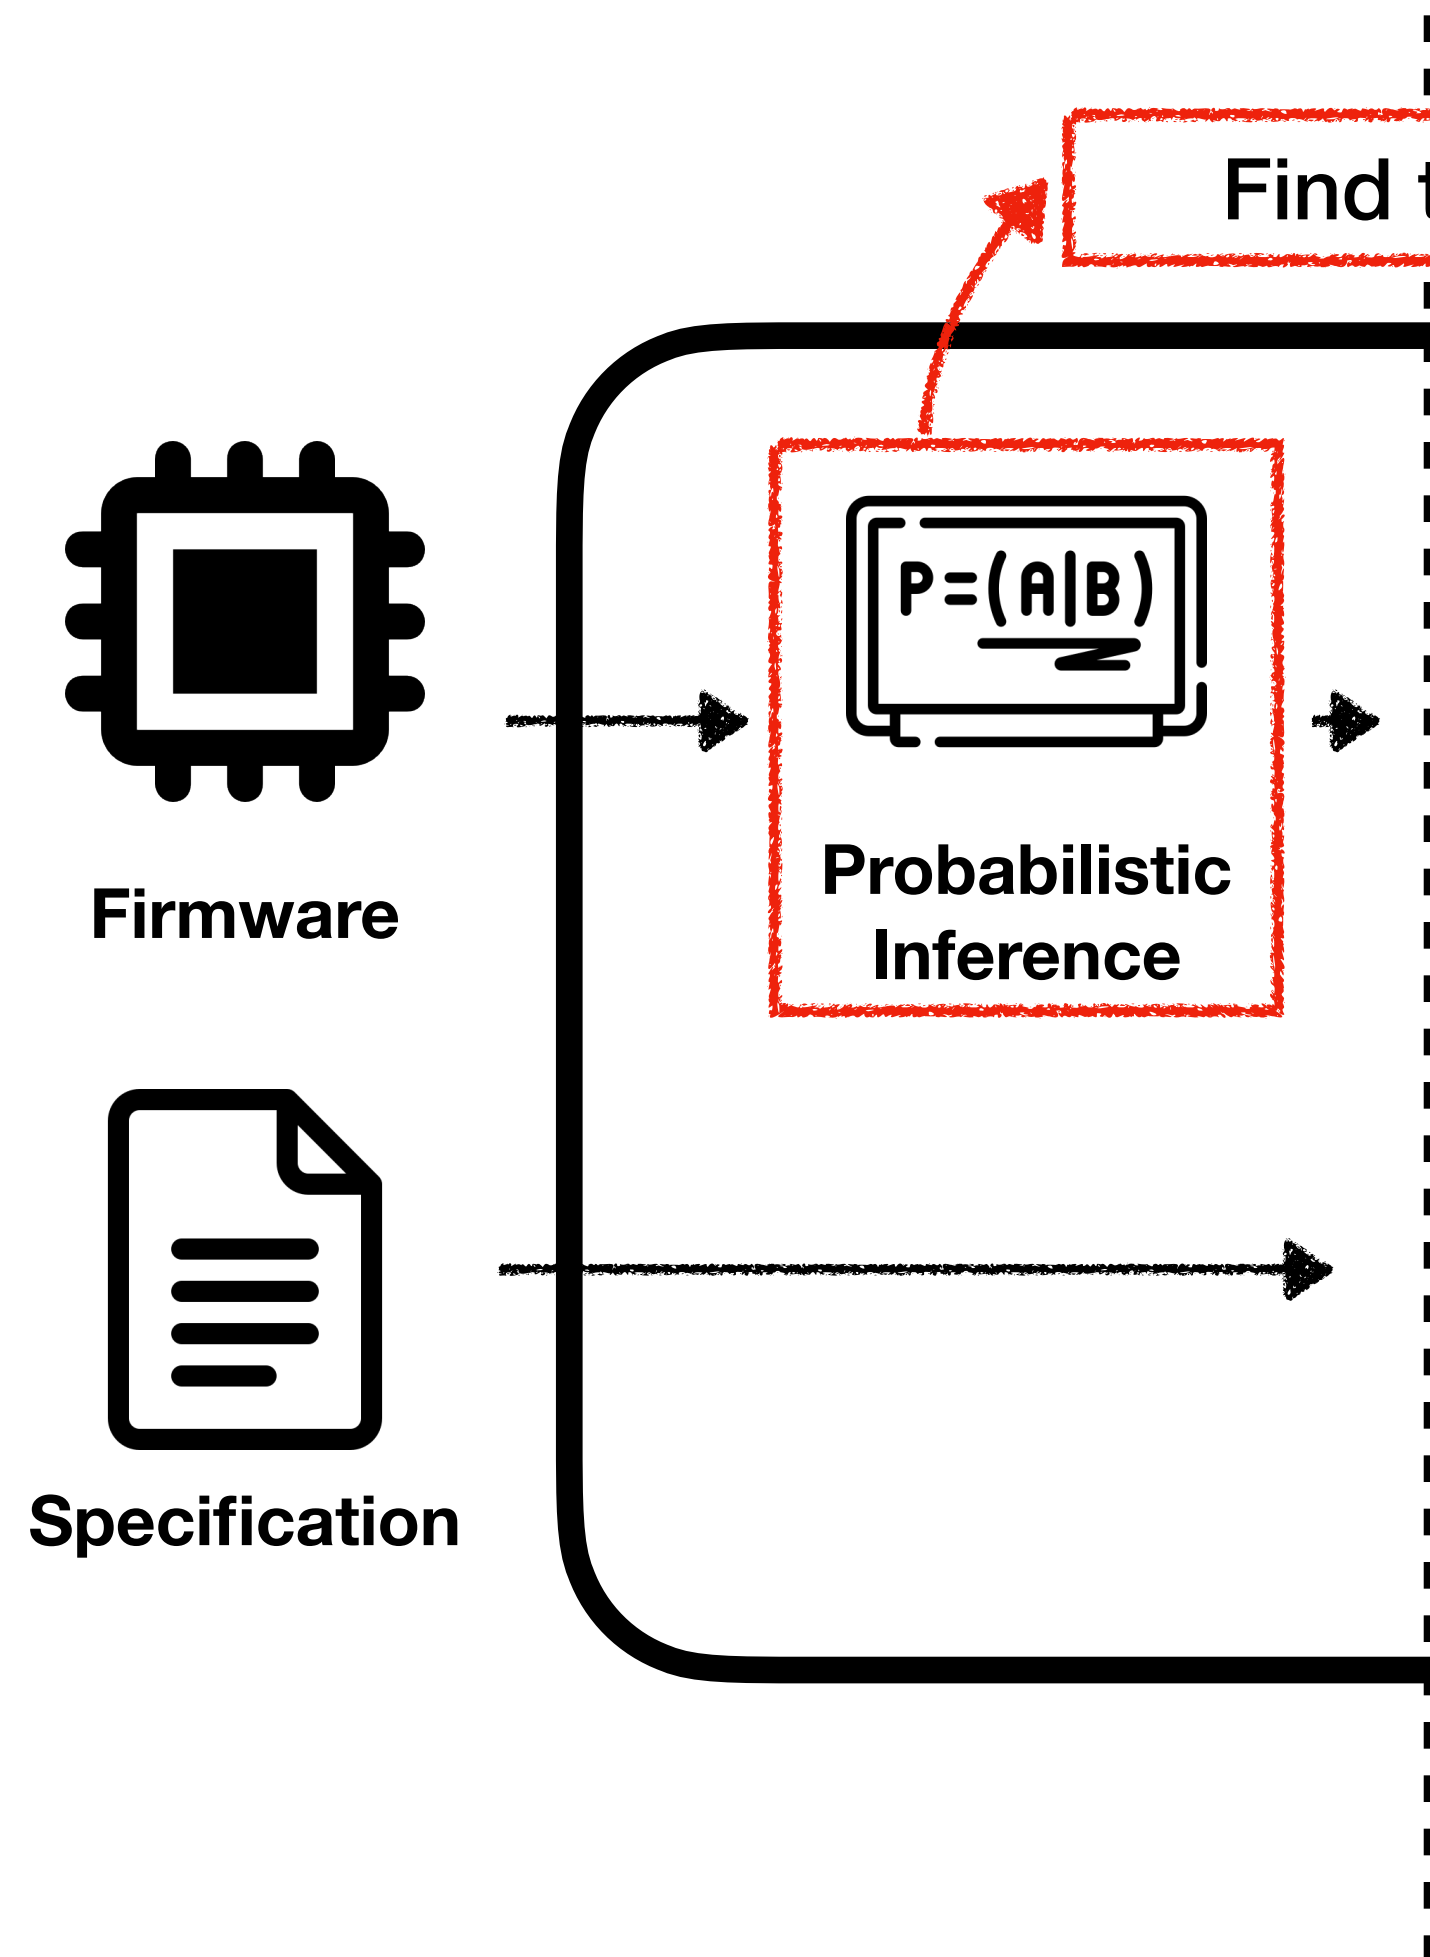 Find
P=(A|B)
Probabilistic
Inference
Firmware
Specification